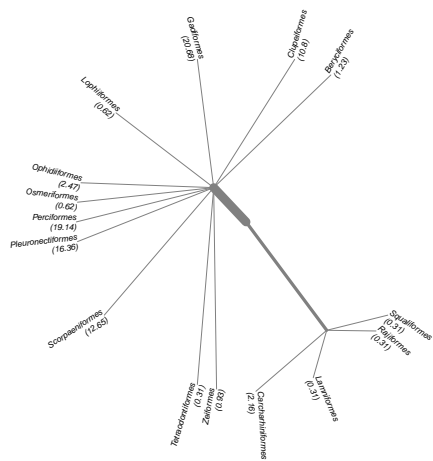 Gadiformes
(20.68)
Clupeiformes
(10.8)
Beryciformes
(1.23)
Lophiiformes
(0.62)
Ophidiiformes
(2.47)
Osmeriformes
(0.62)
Perciformes
(19.14)
Pleuronectiformes
(16.36)
Scorpaeniformes
(12.65)
Tetraodontiformes
(0.31)
Zeiformes
(0.93)
Carcharhiniformes
(2.16)
Lamniformes
(0.31)
Rajiformes
(0.31)
Squaliformes
(0.31)